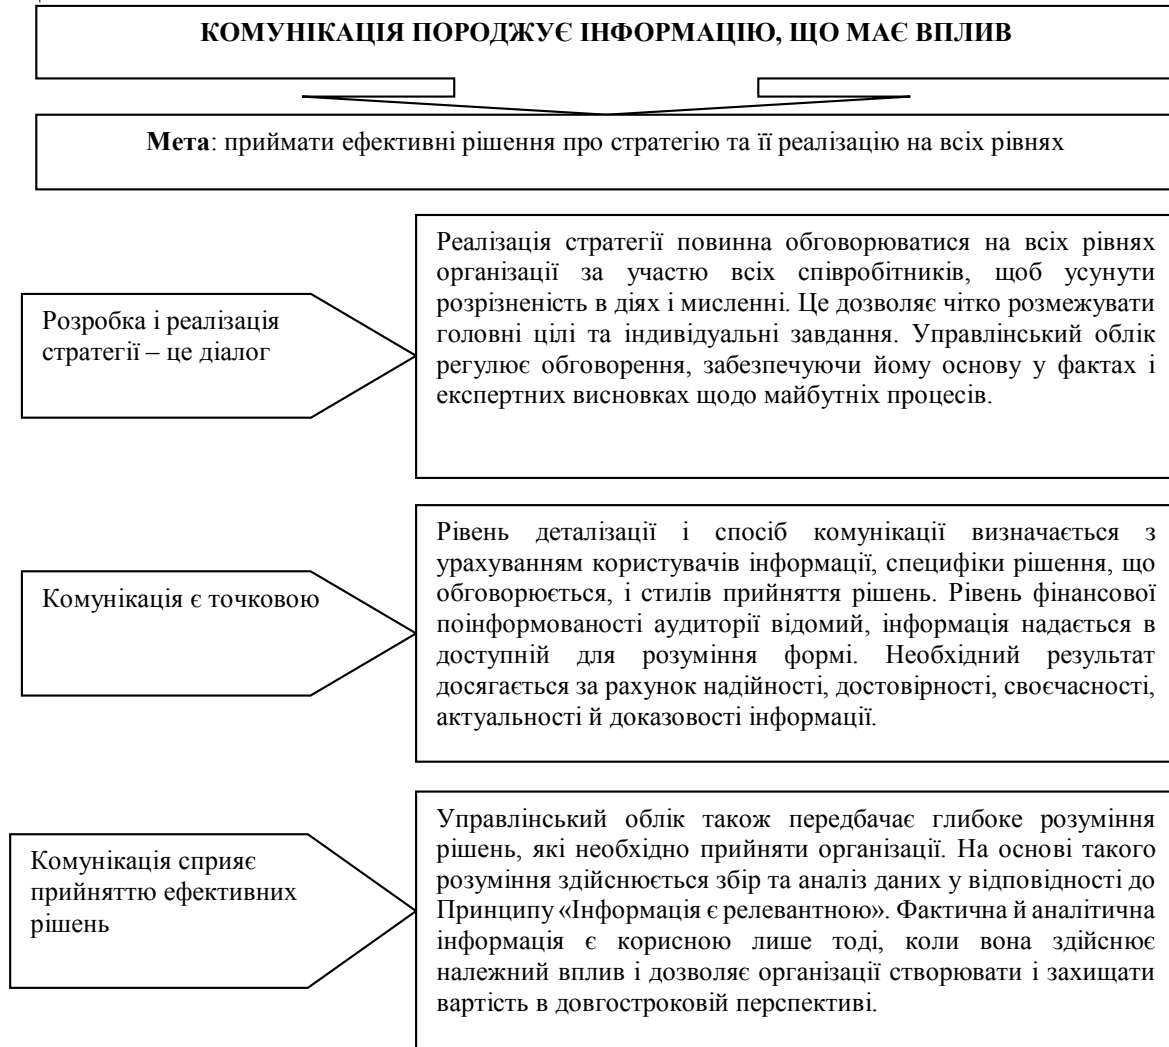 КОМУНІКАЦІЯ ПОРОДЖУЄ ІНФОРМАЦІЮ, ЩО МАЄ ВПЛИВ
Мета: приймати ефективні рішення про стратегію та її реалізацію на всіх рівнях
Розробка і реалізація
стратегії – це діалог
Реалізація стратегії повинна обговорюватися на всіх рівнях
організації за участю всіх співробітників, щоб усунути
розрізненість в діях і мисленні. Це дозволяє чітко розмежувати
головні цілі та індивідуальні завдання. Управлінський облік
регулює обговорення, забезпечуючи йому основу у фактах і
експертних висновках щодо майбутніх процесів.
Комунікація є точковою
Рівень деталізації і спосіб комунікації визначається з
урахуванням користувачів інформації, специфіки рішення, що
обговорюється, і стилів прийняття рішень. Рівень фінансової
поінформованості аудиторії відомий, інформація надається в
доступній для розуміння формі. Необхідний результат
досягається за рахунок надійності, достовірності, своєчасності,
актуальності й доказовості інформації.
Комунікація сприяє
прийняттю ефективних
рішень
Управлінський облік також передбачає глибоке розуміння
рішень, які необхідно прийняти організації. На основі такого
розуміння здійснюється збір та аналіз даних у відповідності до
Принципу «Інформація є релевантною». Фактична й аналітична
інформація є корисною лише тоді, коли вона здійснює
належний вплив і дозволяє організації створювати і захищати
вартість в довгостроковій перспективі.